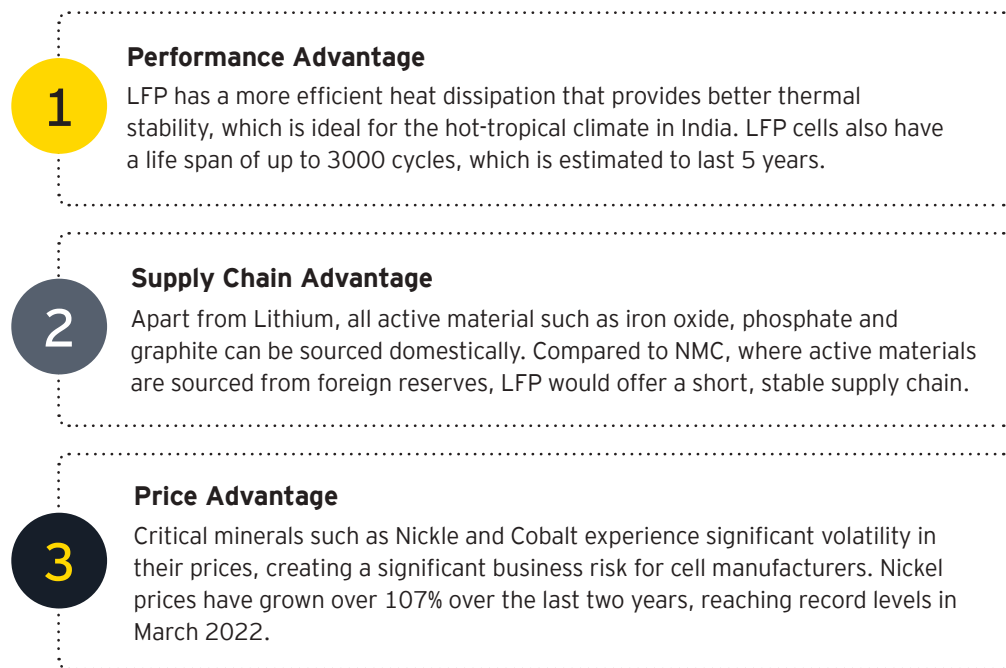 1
Performance Advantage
LFP has a more efficient heat dissipation that provides better thermal
stability, which is ideal for the hot-tropical climate in India. LFP cells also have
a life span of up to 3000 cycles, which is estimated to last 5 years.
2
Supply Chain Advantage
Apart from Lithium, all active material such as iron oxide, phosphate and
graphite can be sourced domestically. Compared to NMC, where active materials
are sourced from foreign reserves, LFP would offer a short, stable supply chain.
3
Price Advantage
Critical minerals such as Nickle and Cobalt experience significant volatility in
their prices, creating a significant business risk for cell manufacturers. Nickel
prices have grown over 107% over the last two years, reaching record levels in
March 2022.